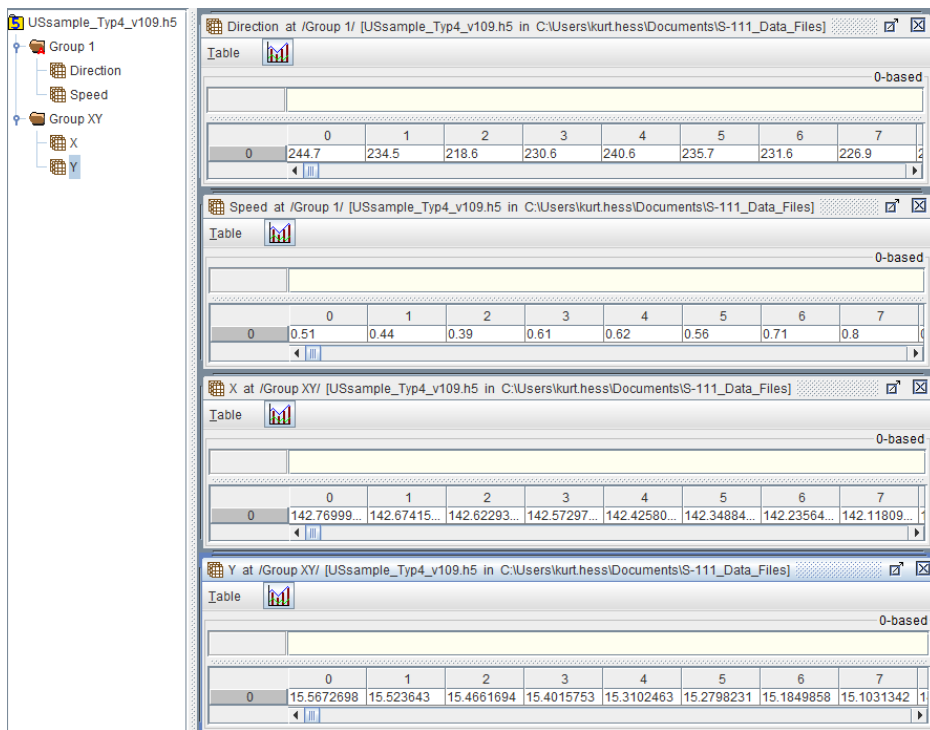 USsample_Typ4_v109.h5
Group 1
Direction
Speed
Group XY
X
Y
Direction at /Group 1/ [USsample_Typ4_v109.h5 in C:\Users\kurt.hess\Documents\S-111_Data_Files]
Table
0-based
0 1 2 3 4 5 6 7
0 244.7 234.5 218.6 230.6 240.6 235.7 231.6 226.9 2
Speed at /Group 1/ [USsample_Typ4_v109.h5 in C:\Users\kurt.hess\Documents\S-111_Data_Files]
Table
0-based
0 1 2 3 4 5 6 7
0 0.51 0.44 0.39 0.61 0.62 0.56 0.71 0.8
X at /Group XY/ [USsample_Typ4_v109.h5 in C:\Users\kurt.hess\Documents\S-111_Data_Files]
Table
0-based
0 1 2 3 4 5 6 7
0 142.76999... 142.67415... 142.62293... 142.57297... 142.42580... 142.34884... 142.23564... 142.11809...
Y at /Group XY/ [USsample_Typ4_v109.h5 in C:\Users\kurt.hess\Documents\S-111_Data_Files]
Table
0-based
0 1 2 3 4 5 6 7
0 15.5672698 15.523643 15.4661694 15.4015753 15.3102463 15.2798231 15.1849858 15.1031342